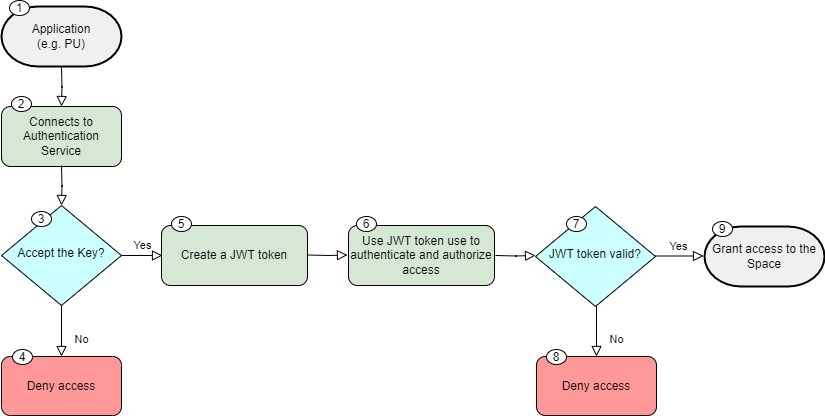 1
Application
(e.g. PU)
2
Connects to
Authentication
Service
3
Accept the Key?
Yes
No
4
Deny access
5
Create a JWT token
6
Use JWT token use to
authenticate and authorize
access
7
JWT token valid?
Yes
No
8
Deny access
9
Grant access to the
Space